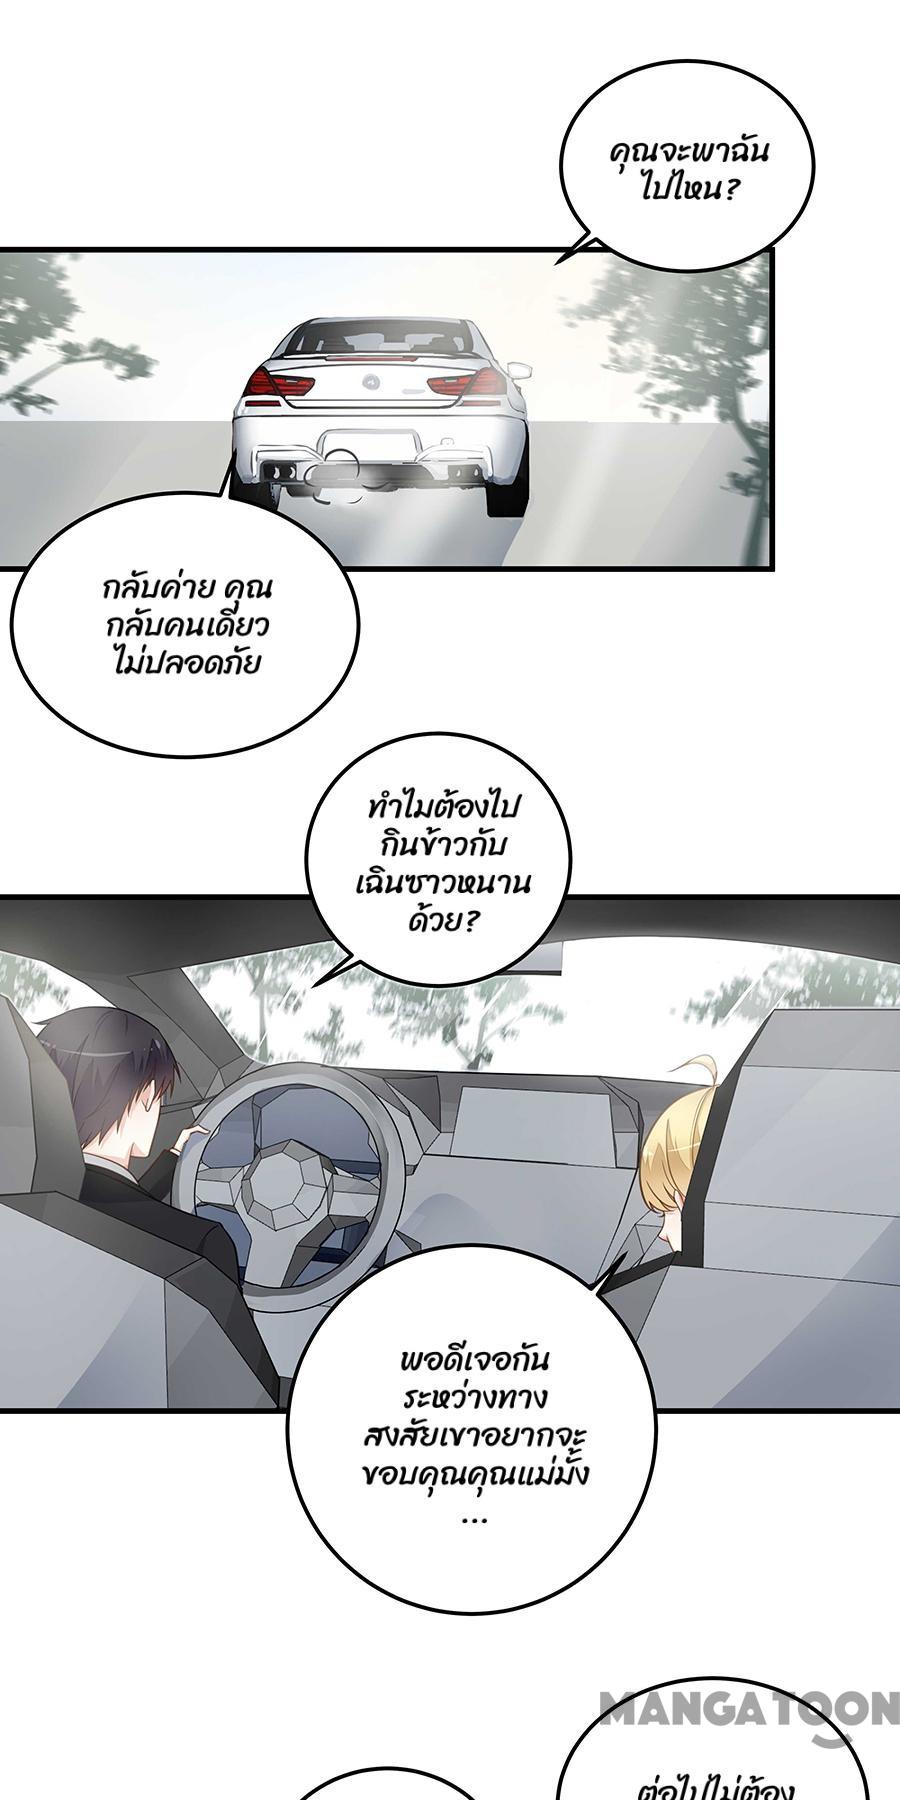 คุณจะพาฉัน
ไปไหน?
กลับค่าย คุณ
กลับคนเดียว
ไม่ปลอดภัย
ทำไมต้องไป
กินข้าวกับ
เฉินซาวหนาน
ด้วย?
พอดีเจอกัน
ระหว่างทาง
สงสัยเขาอยากจะ
ขอบคุณคุณแม่มั้ง
...
MANGATOON
ต่อไปไม่ต้อง